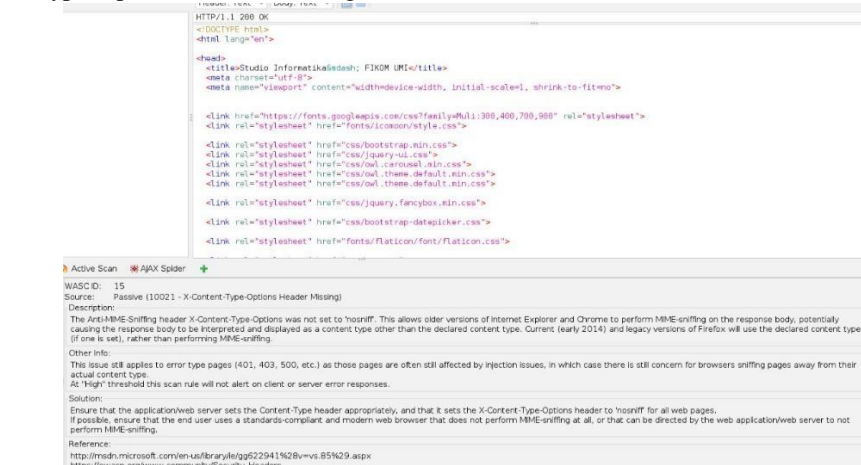 Header: Text Body: Text
HTTP/1.1 200 OK
<!DOCTYPE html>
<html lang="en">
<head>
<title>Studio Informatika&mdash; FIKOM UMI</title>
<meta charset="utf-8">
<meta name="viewport" content="width=device-width, initial-scale=1, shrink-to-fit=no">
<link href="https://fonts.googleapis.com/css?family=Muli:300,400,700,900" rel="stylesheet">
<link rel="stylesheet" href="fonts/icomoon/style.css">
<link rel="stylesheet" href="css/bootstrap.min.css">
<link rel="stylesheet" href="css/jquery-ui.css">
<link rel="stylesheet" href="css/owl.carousel.min.css">
<link rel="stylesheet" href="css/owl.theme.default.min.css">
<link rel="stylesheet" href="css/owl.theme.default.min.css">
<link rel="stylesheet" href="css/jquery.fancybox.min.css">
<link rel="stylesheet" href="css/bootstrap-datepicker.css">
<link rel="stylesheet" href="fonts/flaticon/font/flaticon.css">
Active Scan AJAX Spider
WASC ID: 15
Source: Passive (10021 - X-Content-Type-Options Header Missing)
Description:
The Anti-MIME-Sniffing header X-Content-Type-Options was not set to 'nosniff'. This allows older versions of Internet Explorer and Chrome to perform MIME-sniffing on the response body, potentially
causing the response body to be interpreted and displayed as a content type other than the declared content type. Current (early 2014) and legacy versions of Firefox will use the declared content type
(if one is set), rather than performing MIME-sniffing.
Other Info:
This issue still applies to error type pages (401, 403, 500, etc.) as those pages are often still affected by injection issues, in which case there is still concern for browsers sniffing pages away from their
actual content type.
At "High" threshold this scan rule will not alert on client or server error responses.
Solution:
Ensure that the application/web server sets the Content-Type header appropriately, and that it sets the X-Content-Type-Options header to 'nosniff' for all web pages.
If possible, ensure that the end user uses a standards-compliant and modern web browser that does not perform MIME-sniffing at all, or that can be directed by the web application/web server to not
perform MIME-sniffing.
Reference:
http://msdn.microsoft.com/en-us/library/ie/gg622941%28v=vs.85%29.aspx